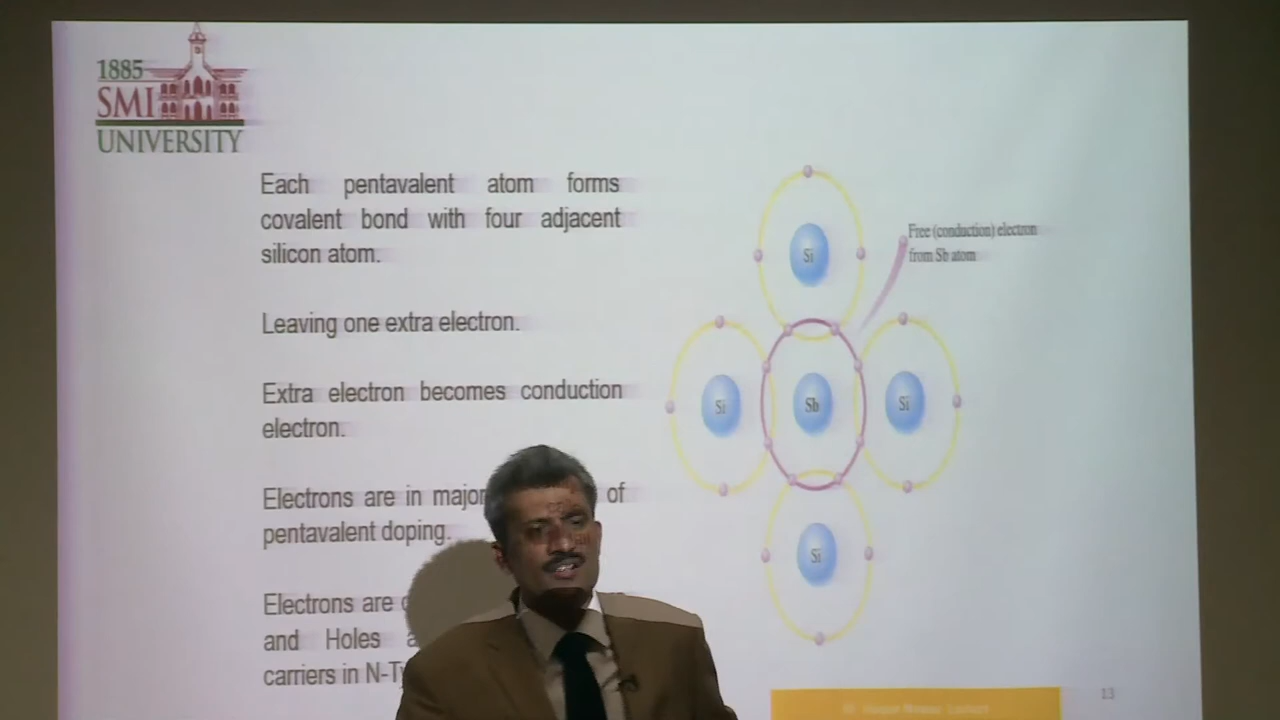 1885
SMI
UNIVERSITY
Each pentavalent atom forms
covalent bond with four adjacent
silicon atom.
Leaving one extra electron.
Extra electron becomes conduction
electron.
Electrons are in major of
pentavalent doping.
Electrons are
and Holes
carriers in N-T
Free (conduction) electron
from Sb atom
Si
Si
Sb
Si
Si
13